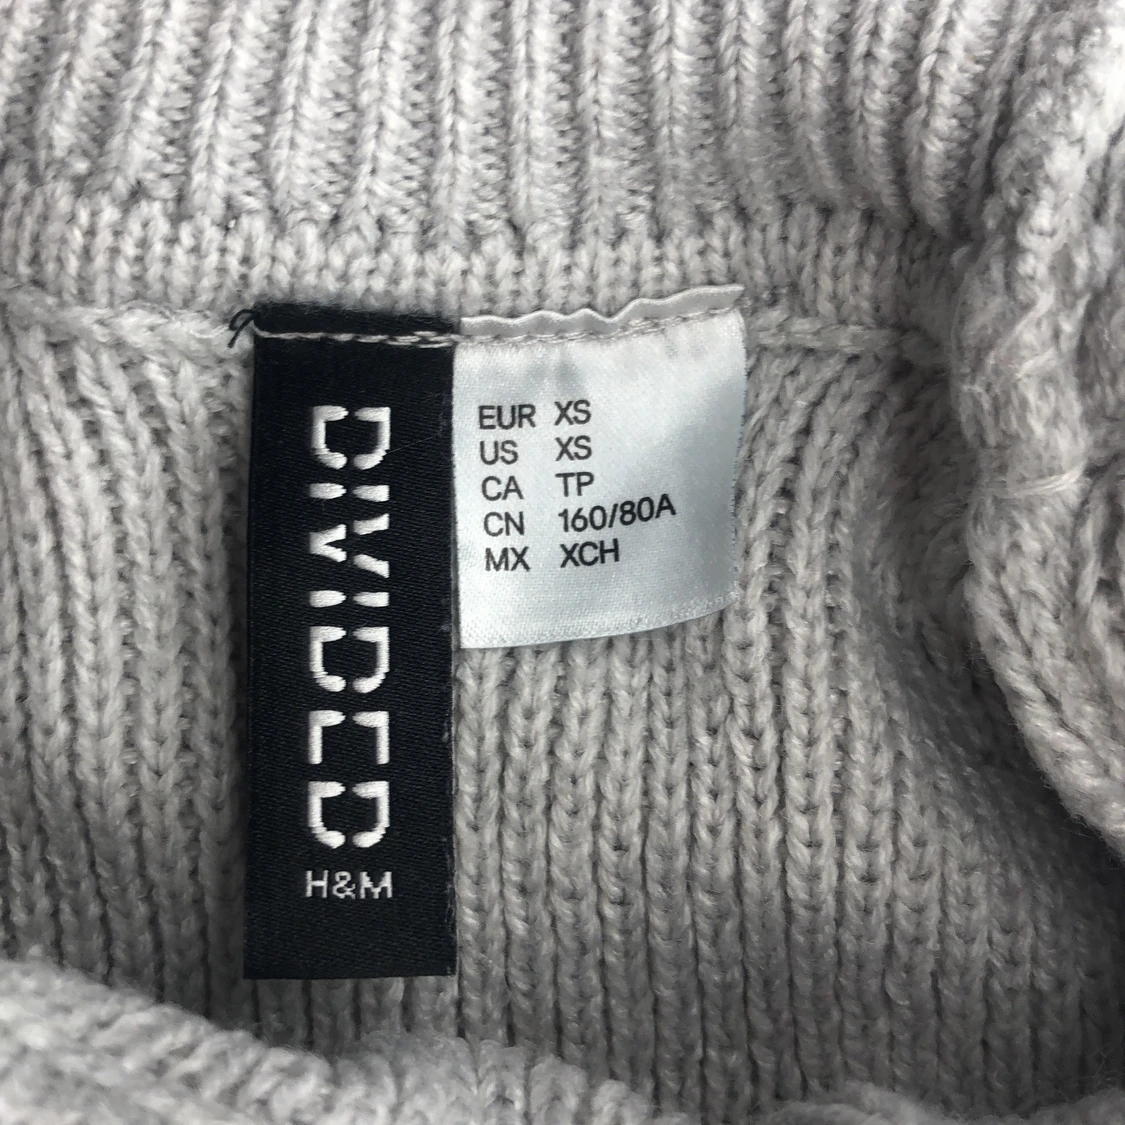 DIVIDED
H&M
EUR XS
US XS
CA TP
CN 160/80A
MX XCH